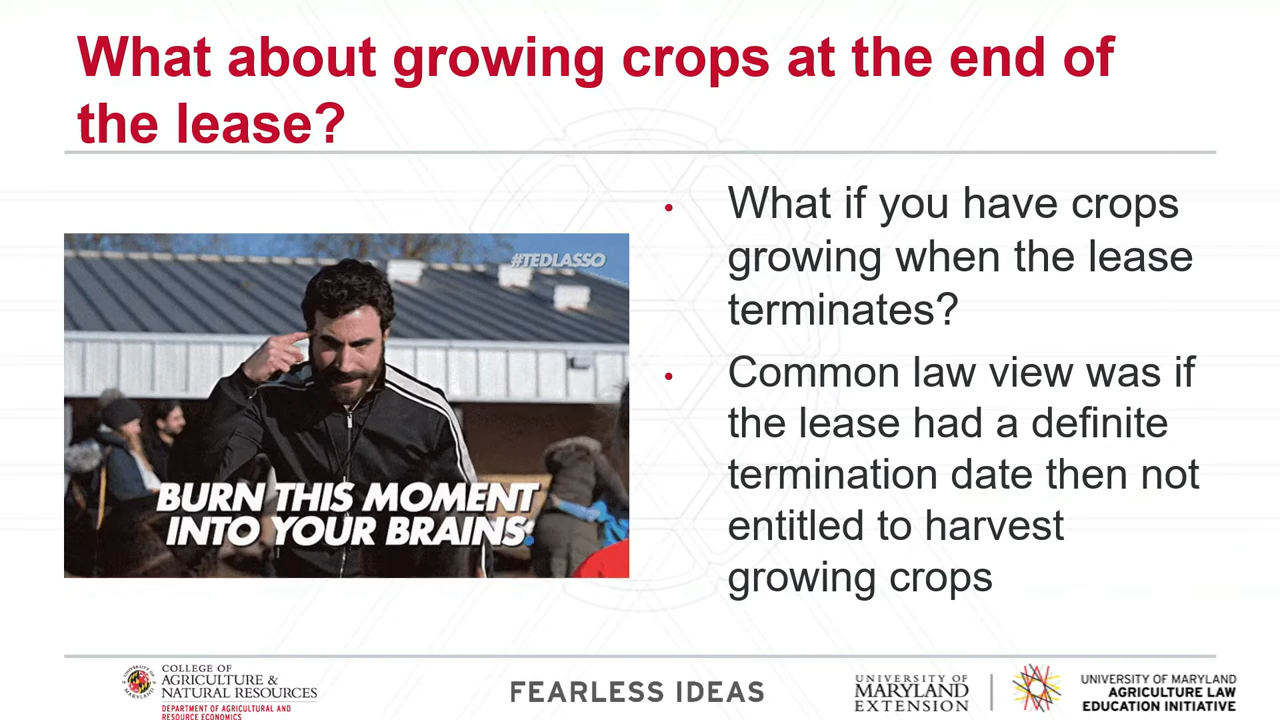 What about growing crops at the end of
the lease?
#TEDLASSO
BURN THIS MOMENT
INTO YOUR BRAINS
• What if you have crops
growing when the lease
terminates?
• Common law view was if
the lease had a definite
termination date then not
entitled to harvest
growing crops
UNIVERSITY OF
MARYLAND
COLLEGE OF
AGRICULTURE &
NATURAL RESOURCES
DEPARTMENT OF AGRICULTURAL AND
RESOURCE ECONOMICS
FEARLESS IDEAS
UNIVERSITY OF
MARYLAND
EXTENSION
UNIVERSITY OF MARYLAND
AGRICULTURE LAW
EDUCATION INITIATIVE